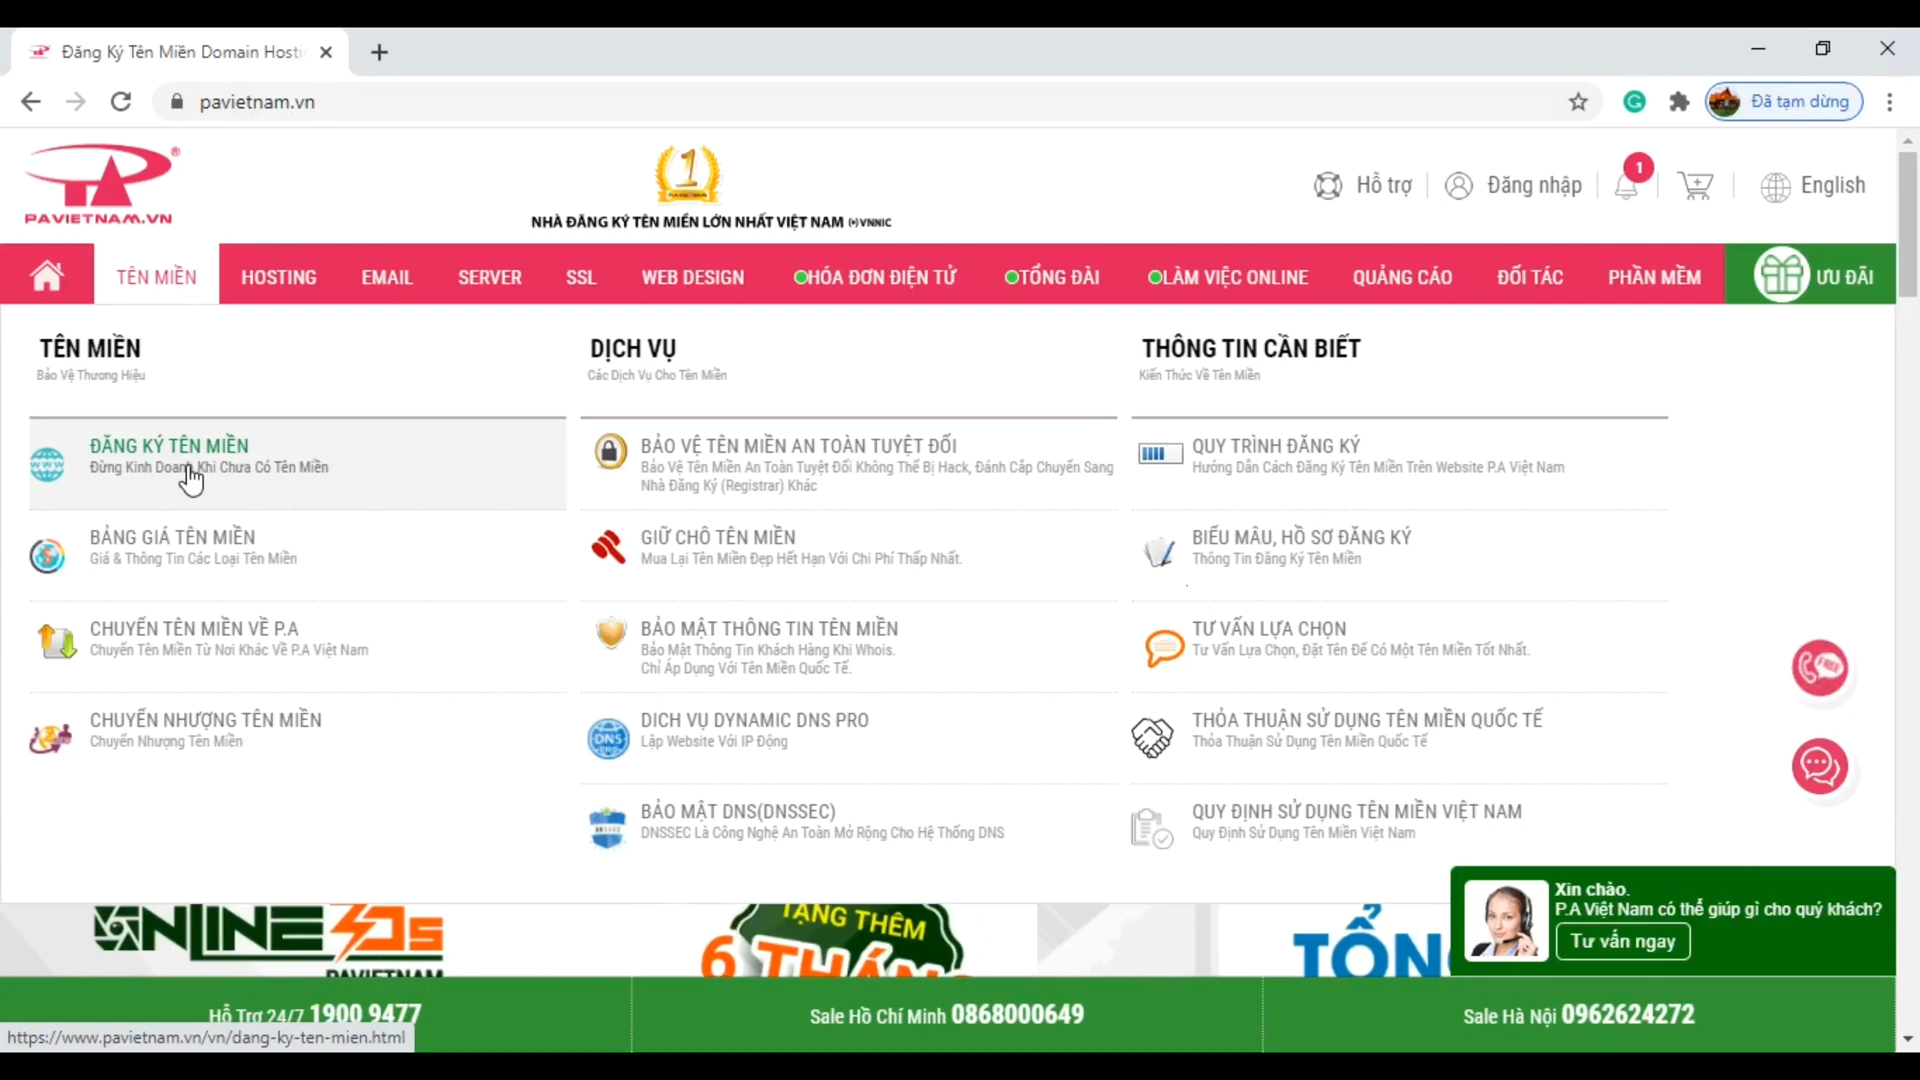 Đăng Ký Tên Miền Domain Hosti
pavietnam.vn
Đã tạm dừng
PAVIETNAM.VN
1
PAVIETNAM
NHÀ ĐĂNG KÝ TÊN MIỀN LỚN NHẤT VIỆT NAM (*)VNNIC
Hỗ trợ
Đăng nhập
1
English
TÊN MIỀN
HOSTING
EMAIL
SERVER
SSL
WEB DESIGN
HÓA ĐƠN ĐIỆN TỬ
TỔNG ĐÀI
LÀM VIỆC ONLINE
QUẢNG CÁO
ĐỐI TÁC
PHẦN MỀM
ƯU ĐÃI
TÊN MIỀN
Bảo Vệ Thương Hiệu
ĐĂNG KÝ TÊN MIỀN
Đừng Kinh Doanh Khi Chưa Có Tên Miền
BẢNG GIÁ TÊN MIỀN
Giá & Thông Tin Các Loại Tên Miền
CHUYỂN TÊN MIỀN VỀ P.A
Chuyển Tên Miền Từ Nơi Khác Về P.A Việt Nam
CHUYỂN NHƯỢNG TÊN MIỀN
Chuyển Nhượng Tên Miền
DỊCH VỤ
Các Dịch Vụ Cho Tên Miền
BẢO VỆ TÊN MIỀN AN TOÀN TUYỆT ĐỐI
Bảo Vệ Tên Miền An Toàn Tuyệt Đối Không Thể Bị Hack, Đánh Cắp Chuyển Sang
Nhà Đăng Ký (Registrar) Khác
GIỮ CHỖ TÊN MIỀN
Mua Lại Tên Miền Đẹp Hết Hạn Với Chi Phí Thấp Nhất.
BẢO MẬT THÔNG TIN TÊN MIỀN
Bảo Mật Thông Tin Khách Hàng Khi Whois.
Chỉ Áp Dụng Với Tên Miền Quốc Tế.
DỊCH VỤ DYNAMIC DNS PRO
Lập Website Với IP Động
BẢO MẬT DNS(DNSSEC)
DNSSEC Là Công Nghệ An Toàn Mở Rộng Cho Hệ Thống DNS
THÔNG TIN CẦN BIẾT
Kiến Thức Về Tên Miền
QUY TRÌNH ĐĂNG KÝ
Hướng Dẫn Cách Đăng Ký Tên Miền Trên Website P.A Việt Nam
BIỂU MẪU, HỒ SƠ ĐĂNG KÝ
Thông Tin Đăng Ký Tên Miền
TƯ VẤN LỰA CHỌN
Tư Vấn Lựa Chọn, Đặt Tên Để Có Một Tên Miền Tốt Nhất.
THỎA THUẬN SỬ DỤNG TÊN MIỀN QUỐC TẾ
Thỏa Thuận Sử Dụng Tên Miền Quốc Tế
QUY ĐỊNH SỬ DỤNG TÊN MIỀN VIỆT NAM
Quy Định Sử Dụng Tên Miền Việt Nam
FREE
WWW
DNS
ONLINE
PAVIETNAM
TẶNG THÊM
6 THÁNG
TỔN
Xin chào.
P.A Việt Nam có thể giúp gì cho quý khách?
Tư vấn ngay
Hỗ Trợ 24/7 1900 9477
Sale Hồ Chí Minh 0868000649
Sale Hà Nội 0962624272
https://www.pavietnam.vn/vn/dang-ky-ten-mien.html